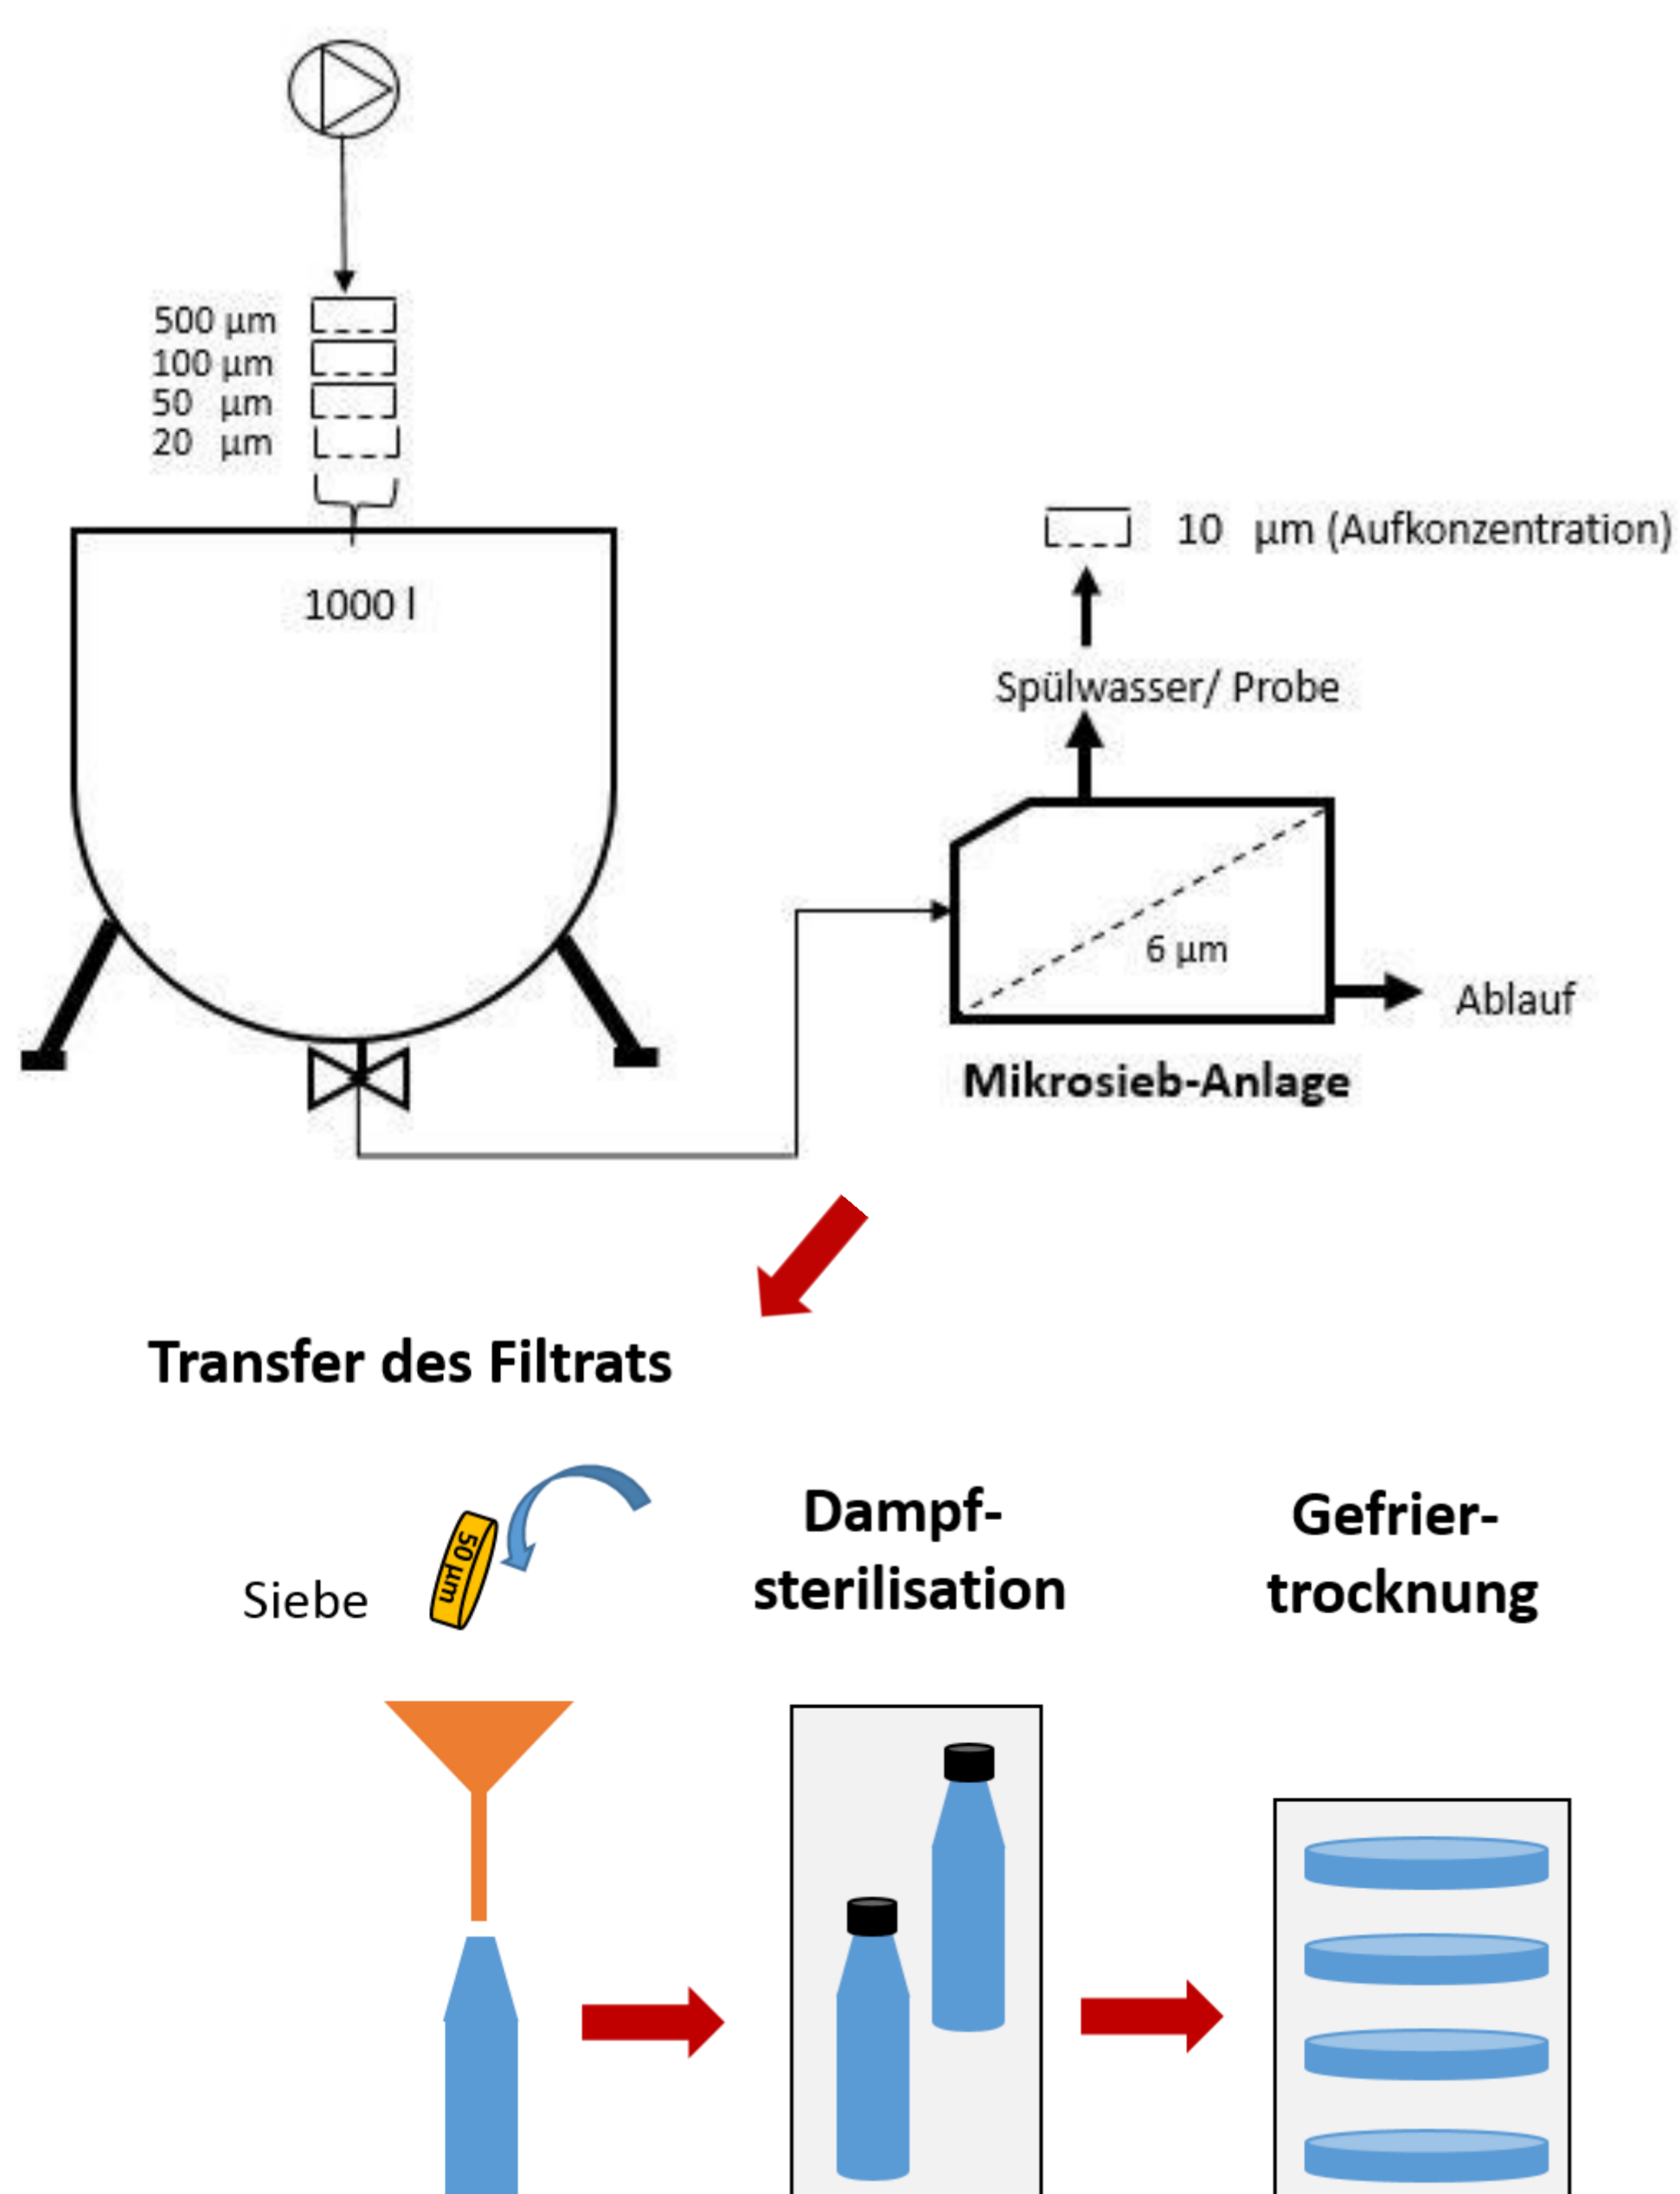 500 µm
100 µm
50 µm
20 µm
1000 l
10 µm (Aufkonzentration)
Spülwasser/ Probe
6 µm
Ablauf
Mikrosieb-Anlage
Transfer des Filtrats
Siebe
50 µm
Dampf-
sterilisation
Gefrier-
trocknung